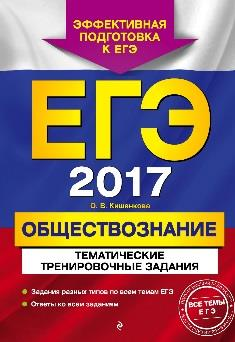 ЭФФЕКТИВНАЯ
ПОДГОТОВКА
К ЕГЭ
ЕГЭ
2017
О. В. Кишенкова
ОБЩЕСТВОЗНАНИЕ
ТЕМАТИЧЕСКИЕ
ТРЕНИРОВОЧНЫЕ ЗАДАНИЯ
Задания разных типов по всем темам ЕГЭ
Ответы ко всем заданиям
ВСЕ ТЕМЫ
ЕГЭ